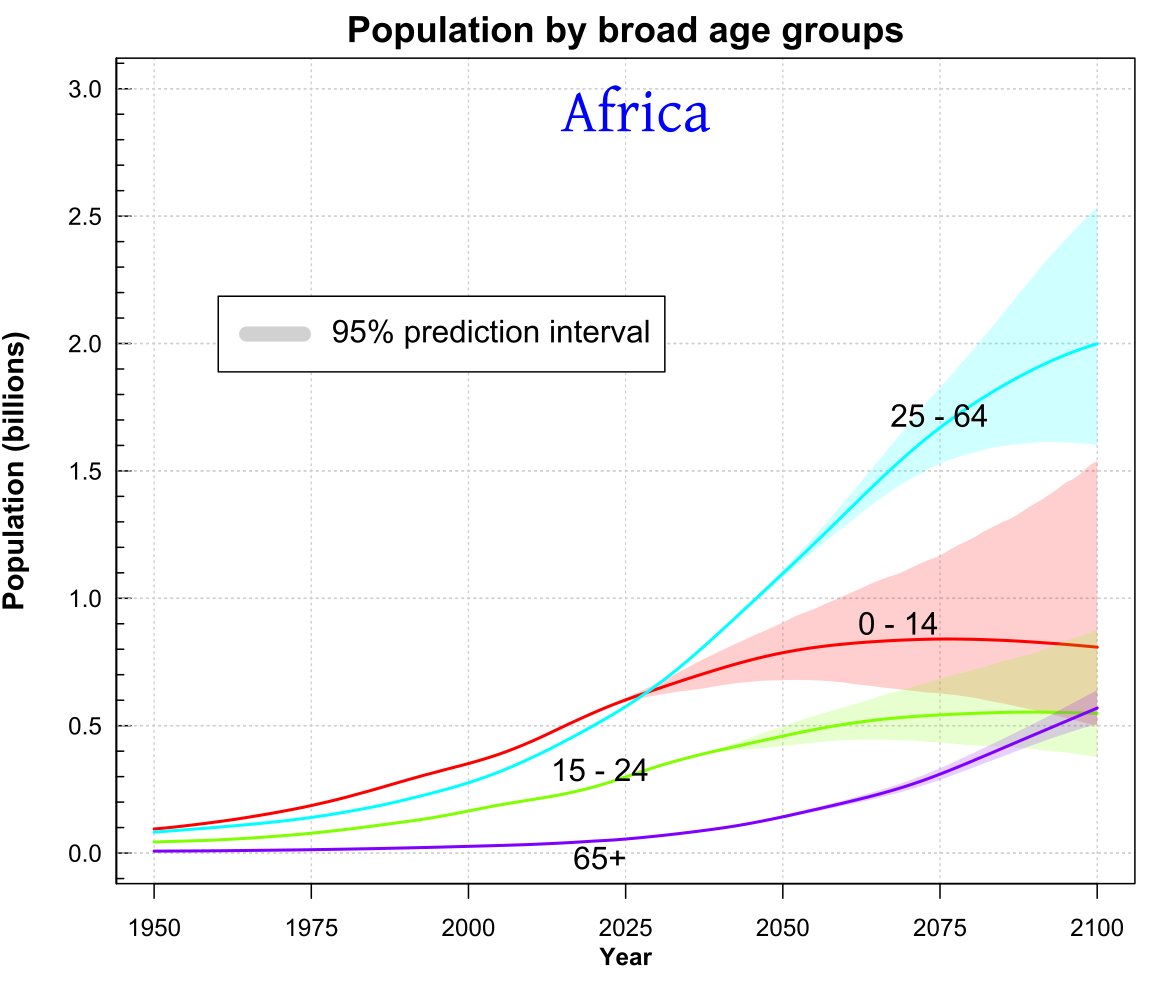 Population by broad age groups
Africa
Population (billions)
3.0
2.5
2.0
1.5
1.0
0.5
0.0
95% prediction interval
25 - 64
0 - 14
15 - 24
65+
1950 1975 2000 2025 2050 2075 2100
Year